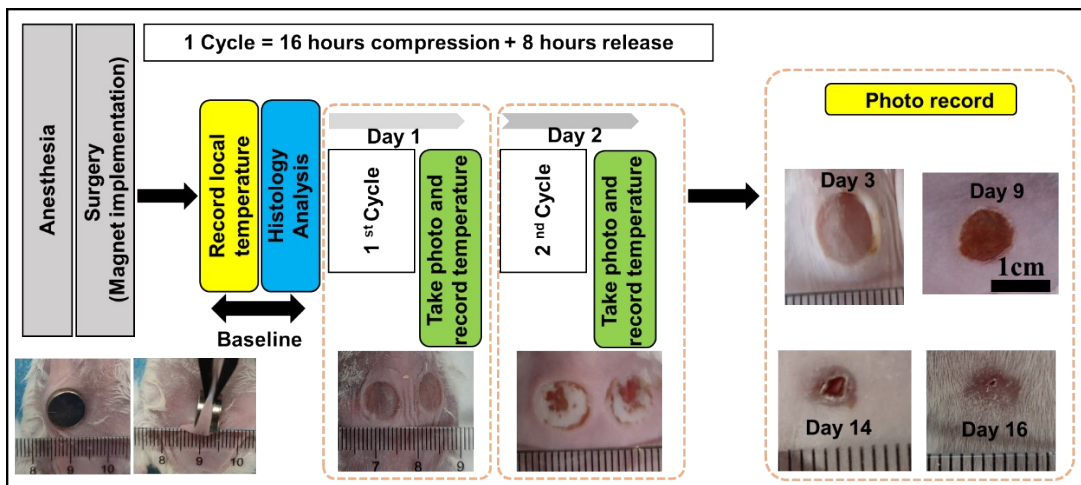 1 Cycle = 16 hours compression + 8 hours release
Anesthesia
Surgery
(Magnet implementation)
Record local
temperature
Histology
Analysis
Baseline
Day 1
1 st Cycle
Take photo and
record temperature
Day 2
2 nd Cycle
Take photo and
record temperature
Photo record
Day 3
Day 9
1cm
Day 14
Day 16
8 9 10
8 9 10
7 8 9